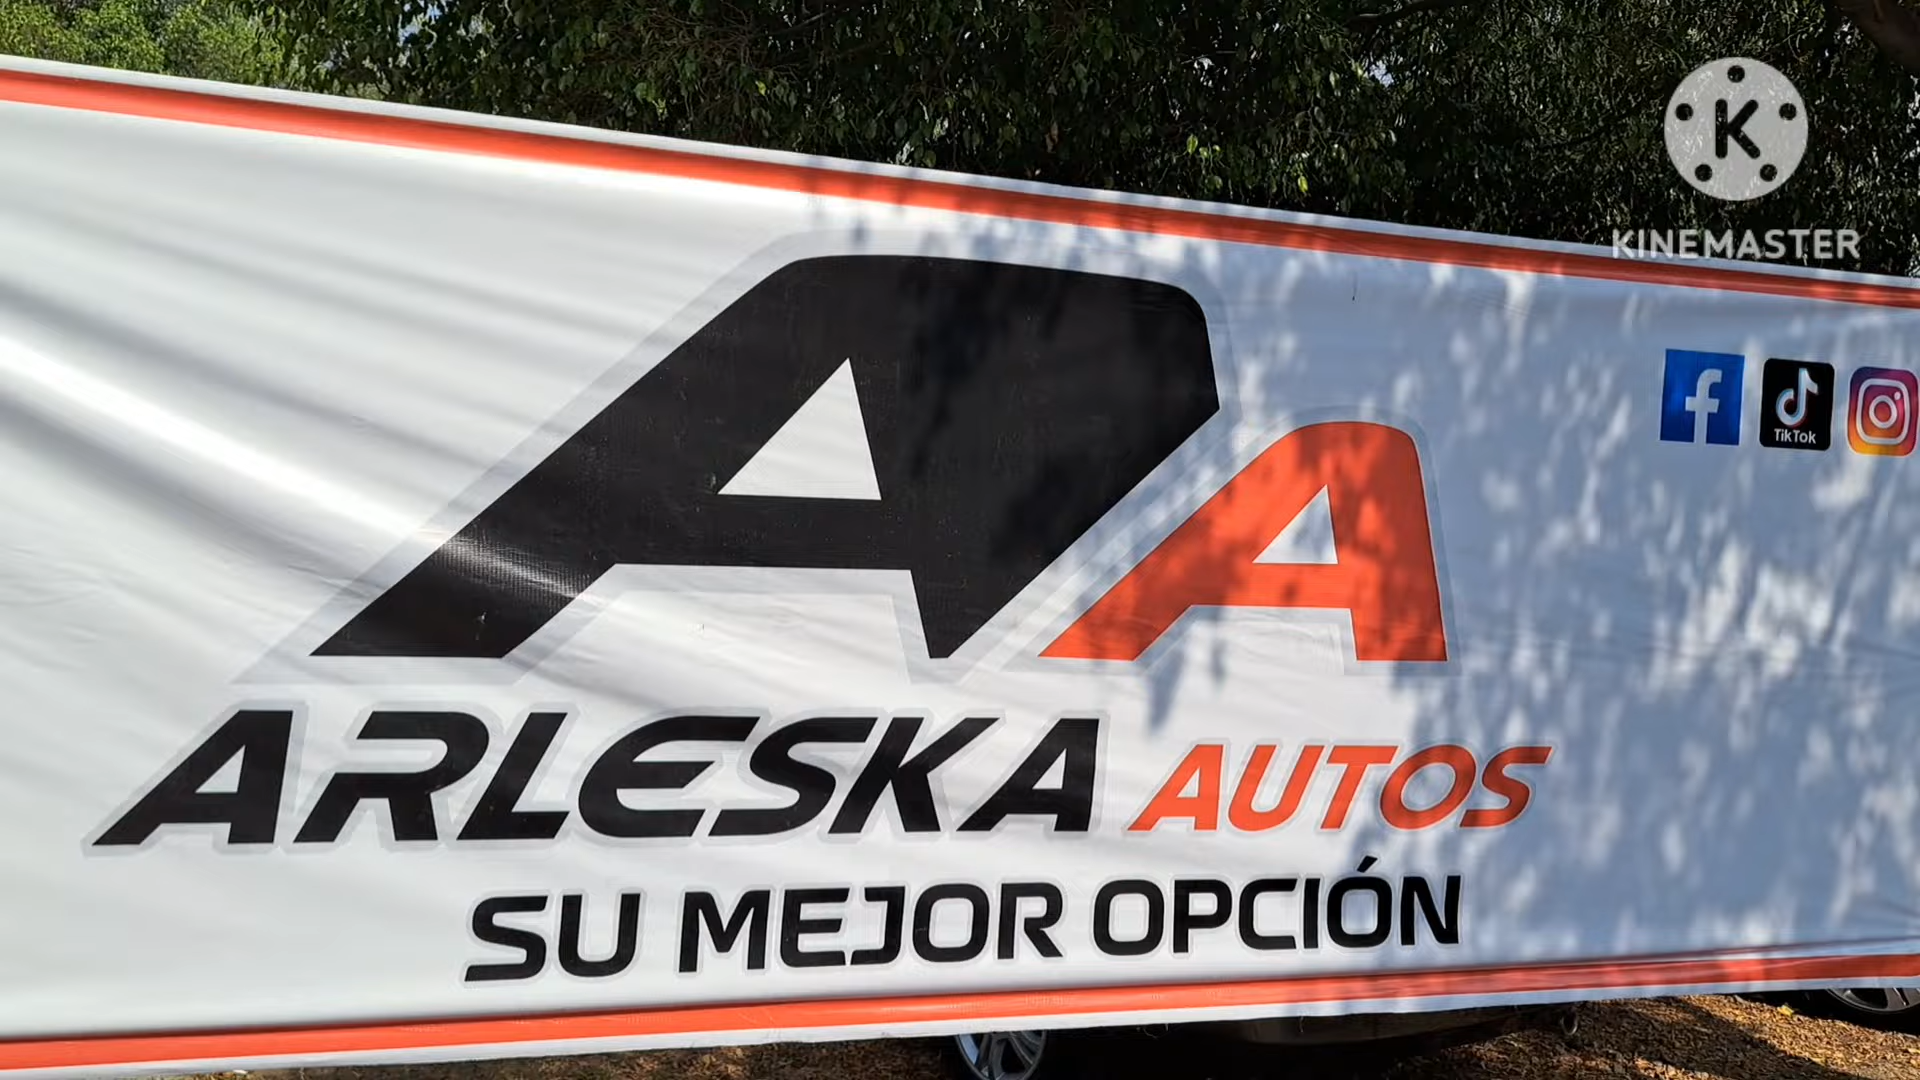 K
KINEMASTER
AA
TikTok
ARLESKA AUTOS
SU MEJOR OPCIÓN